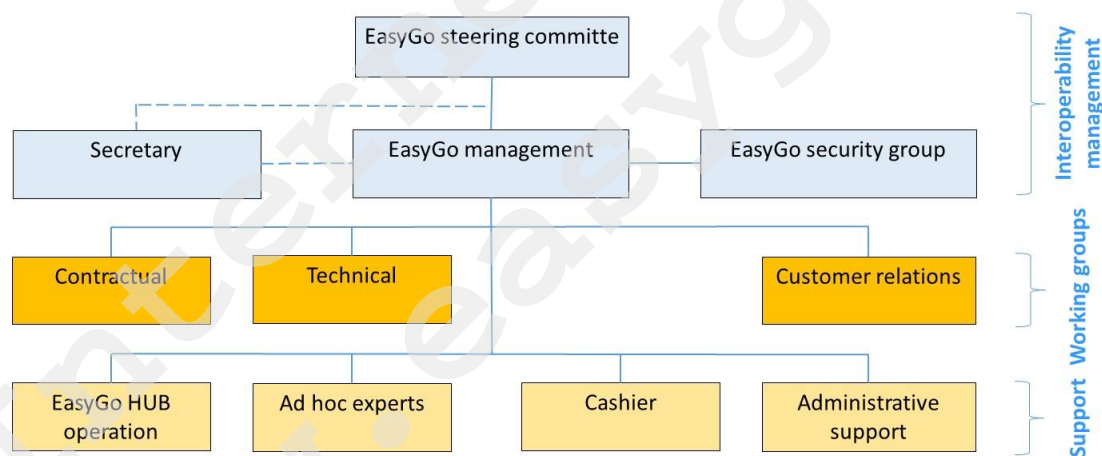 EasyGo steering committe
Secretary
EasyGo management
EasyGo security group
Interoperability
management
Contractual
Technical
Customer relations
Working groups
EasyGo HUB
operation
Ad hoc experts
Cashier
Administrative
support
Support